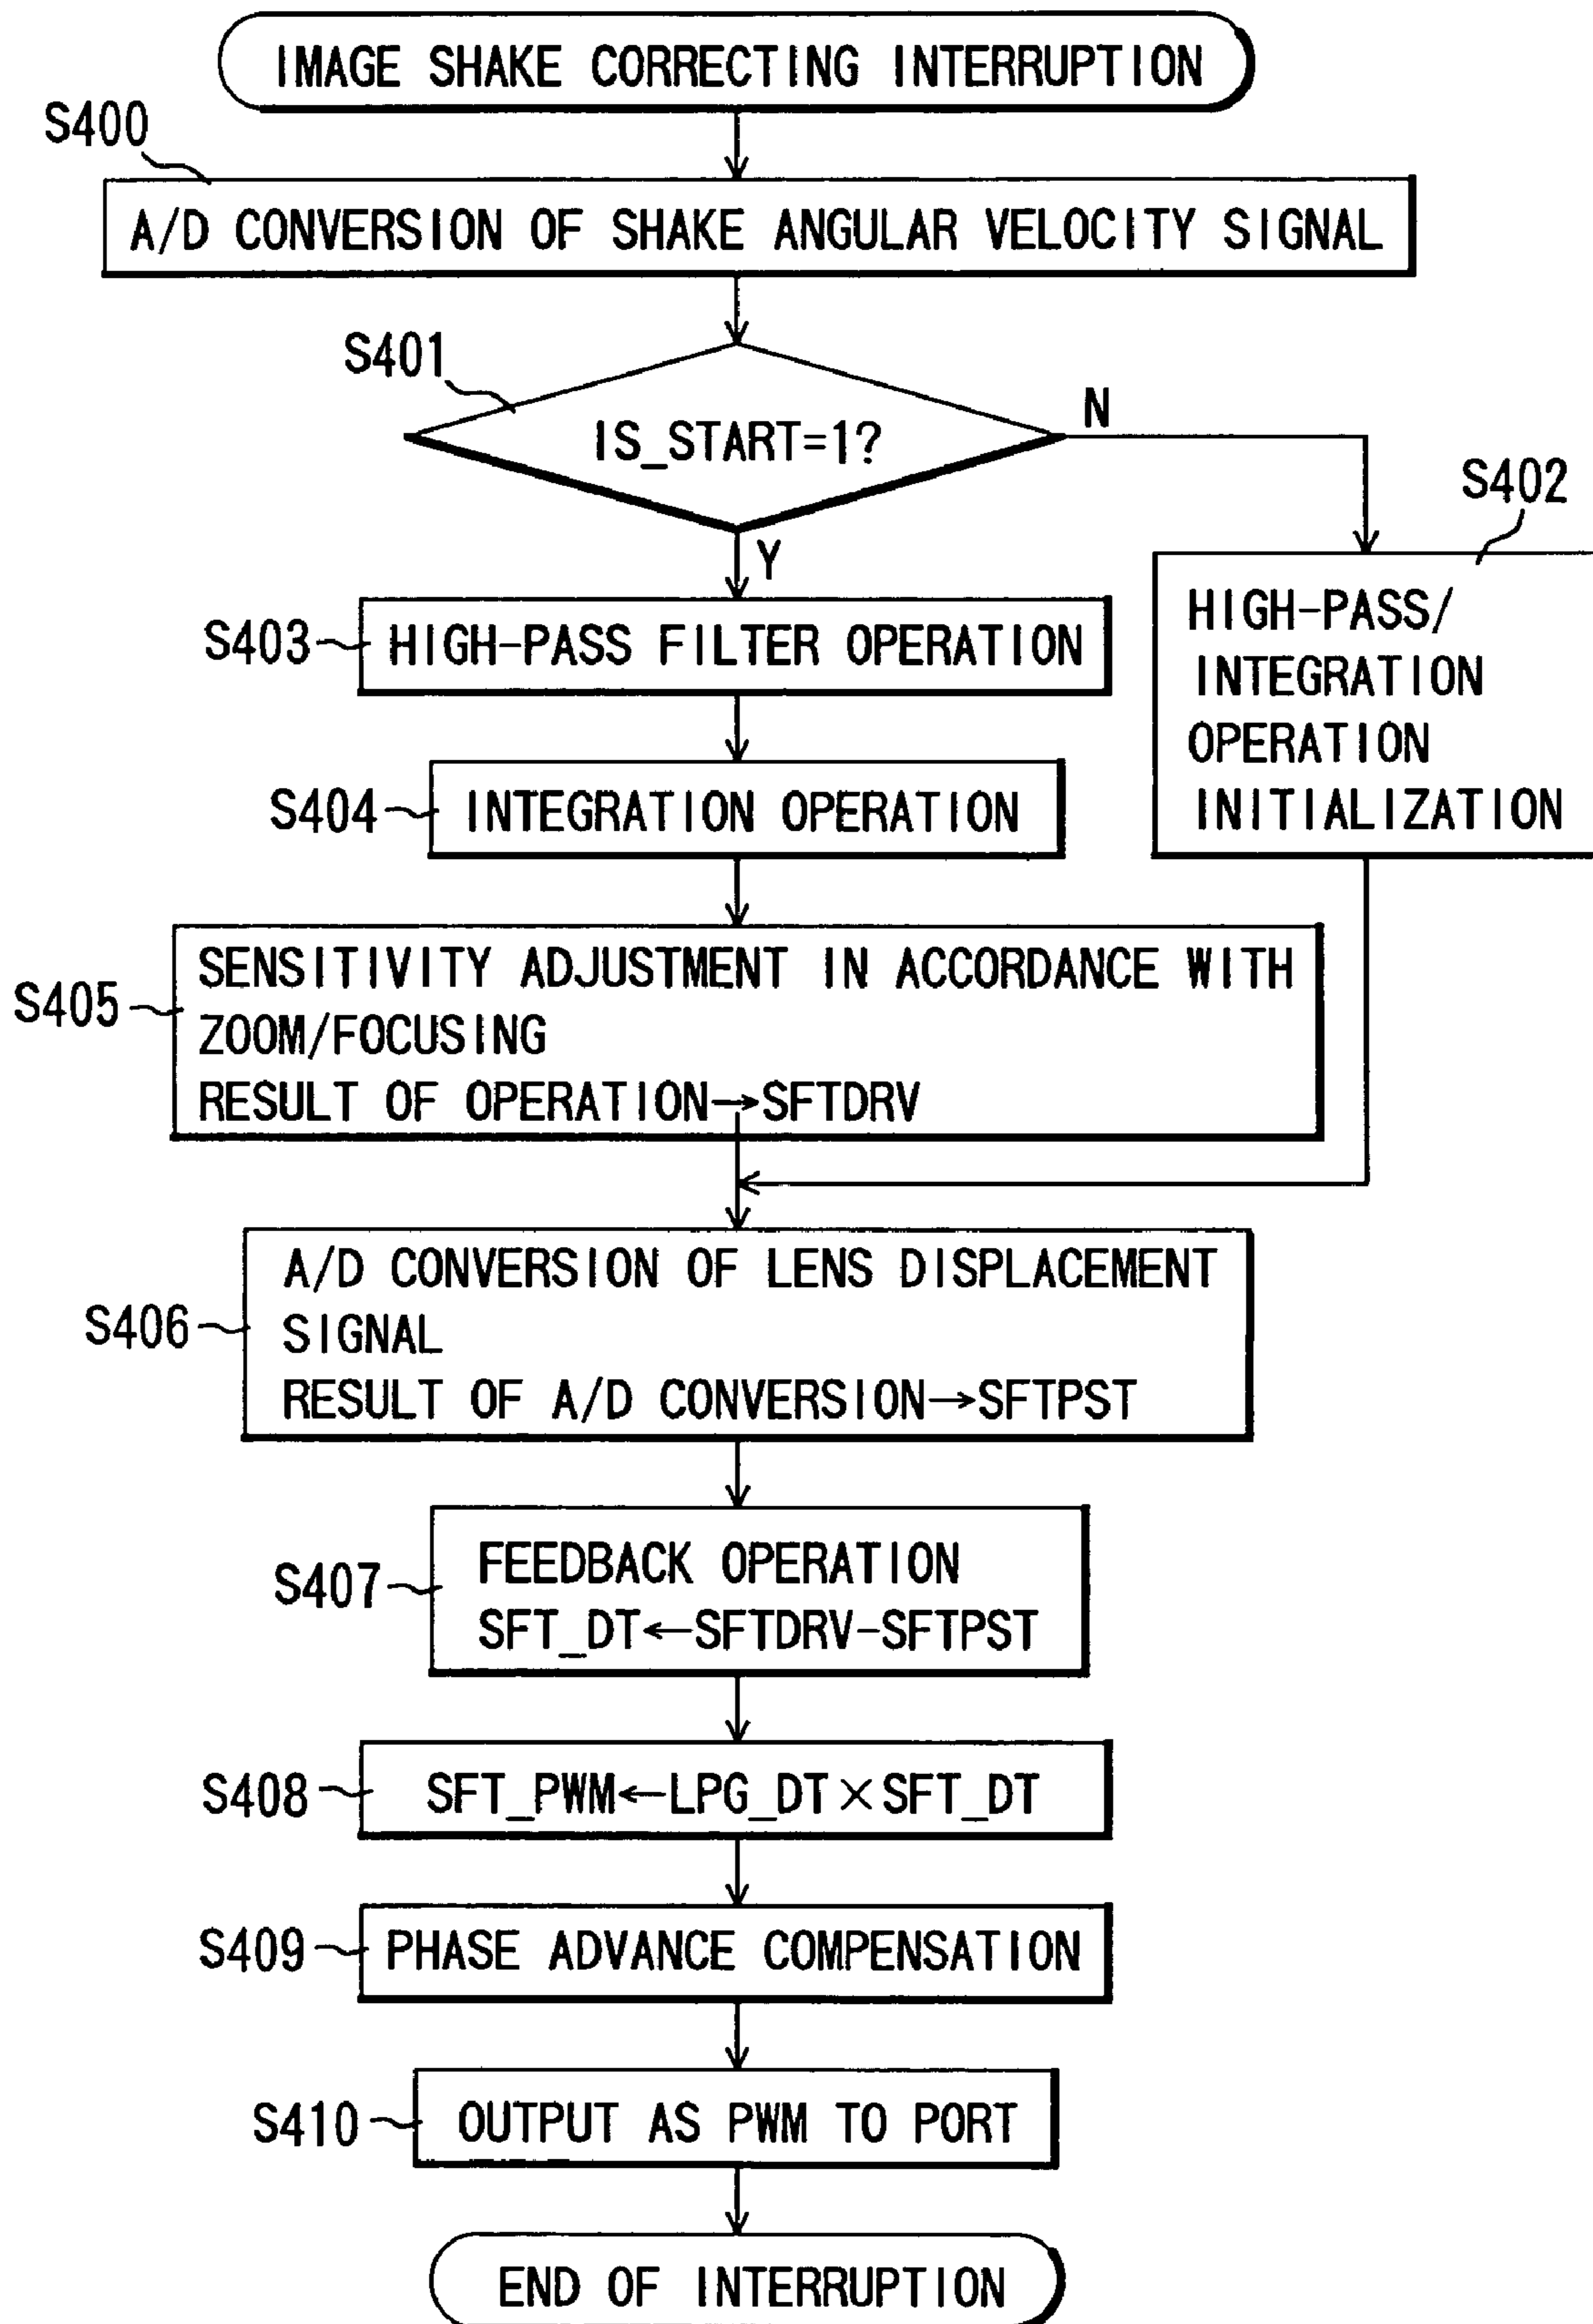 IMAGE SHAKE CORRECTING INTERRUPTION
S400
A/D CONVERSION OF SHAKE ANGULAR VELOCITY SIGNAL
S401
IS_START=1?
N
Y
S402
HIGH-PASS/
INTEGRATION
OPERATION
INITIALIZATION
S403
HIGH-PASS FILTER OPERATION
S404
INTEGRATION OPERATION
S405
SENSITIVITY ADJUSTMENT IN ACCORDANCE WITH
ZOOM/FOCUSING
RESULT OF OPERATION→SFTDRV
S406
A/D CONVERSION OF LENS DISPLACEMENT
SIGNAL
RESULT OF A/D CONVERSION→SFTPST
S407
FEEDBACK OPERATION
SFT_DT←SFTDRV-SFTPST
S408
SFT_PWM←LPG_DT×SFT_DT
S409
PHASE ADVANCE COMPENSATION
S410
OUTPUT AS PWM TO PORT
END OF INTERRUPTION